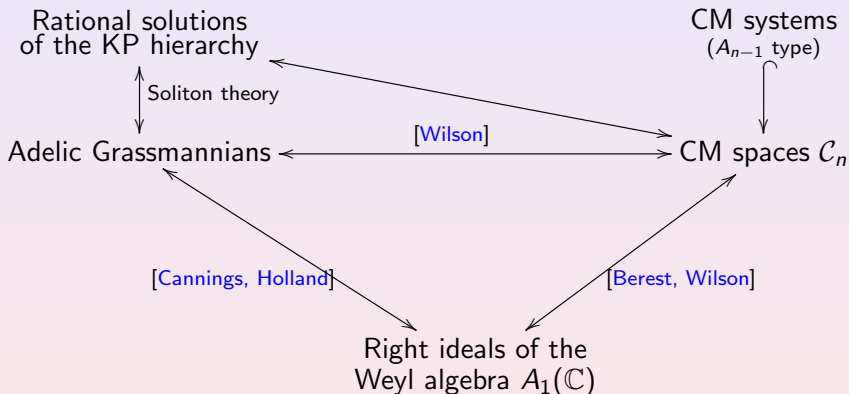 Rational solutions
of the KP hierarchy
CM systems
(A_{n−1} type)
Soliton theory
[Wilson]
Adelic Grassmannians
CM spaces 𝒞_n
[Cannings, Holland]
[Berest, Wilson]
Right ideals of the
Weyl algebra A_1(ℂ)